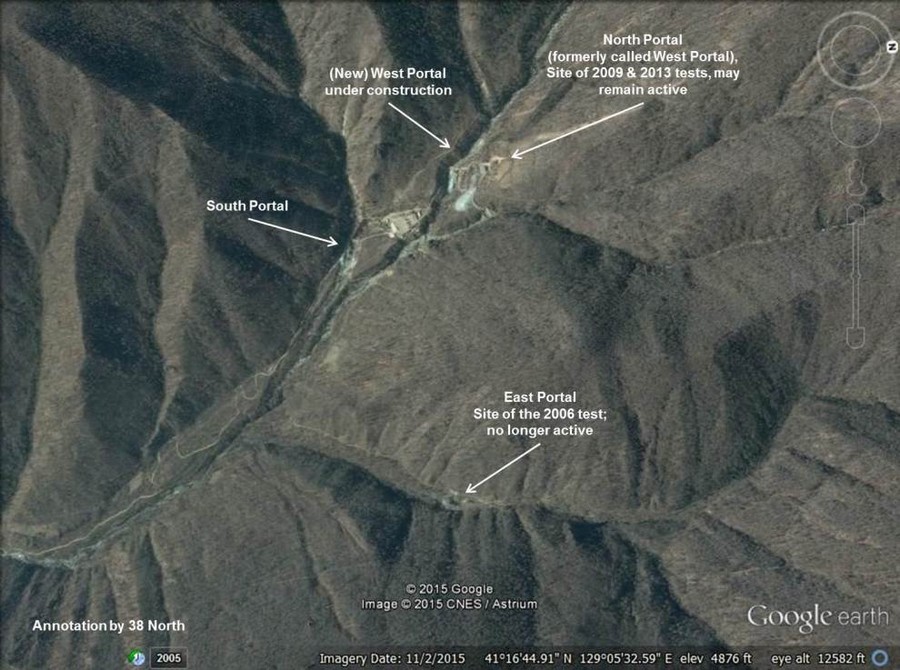 North Portal
(formerly called West Portal),
Site of 2009 & 2013 tests, may
remain active
(New) West Portal
under construction
South Portal
East Portal
Site of the 2006 test;
no longer active
© 2015 Google
Image © 2015 CNES / Astrium
Google earth
Annotation by 38 North
2005
Imagery Date: 11/2/2015 41°16'44.91" N 129°05'32.59" E elev 4876 ft eye alt 12582 ft
N